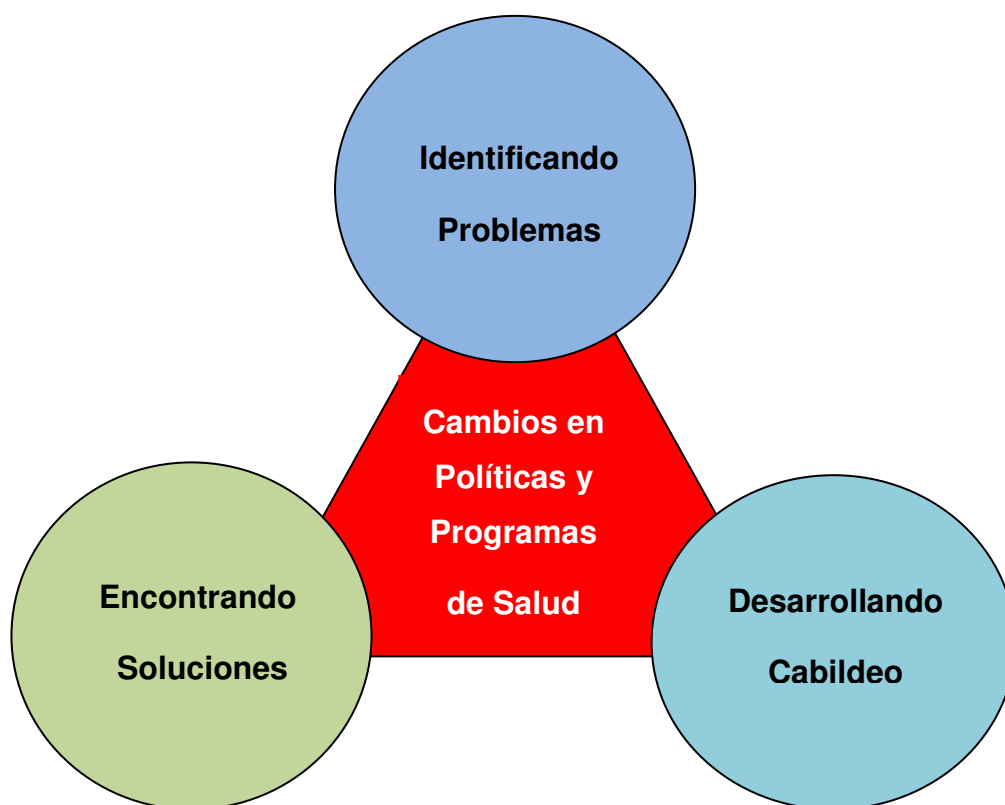 Identificando
Problemas
Cambios en
Políticas y
Programas
de Salud
Encontrando
Soluciones
Desarrollando
Cabildeo